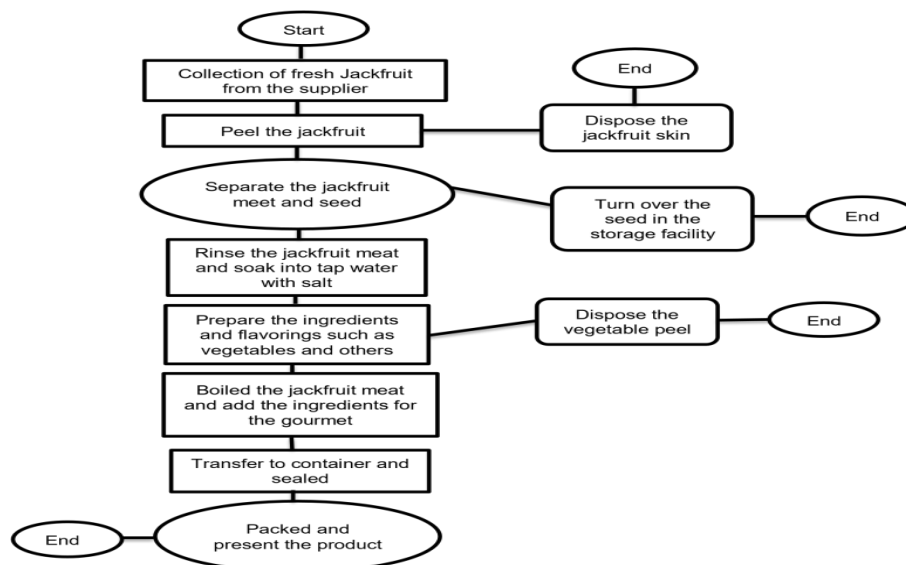 Start
Collection of fresh Jackfruit
from the supplier
End
Peel the jackfruit
Dispose the
jackfruit skin
Separate the jackfruit
meet and seed
Turn over the
seed in the
storage facility
End
Rinse the jackfruit meat
and soak into tap water
with salt
Prepare the ingredients
and flavorings such as
vegetables and others
Dispose the
vegetable peel
End
Boiled the jackfruit meat
and add the ingredients for
the gourmet
Transfer to container and
sealed
Packed and
present the product
End